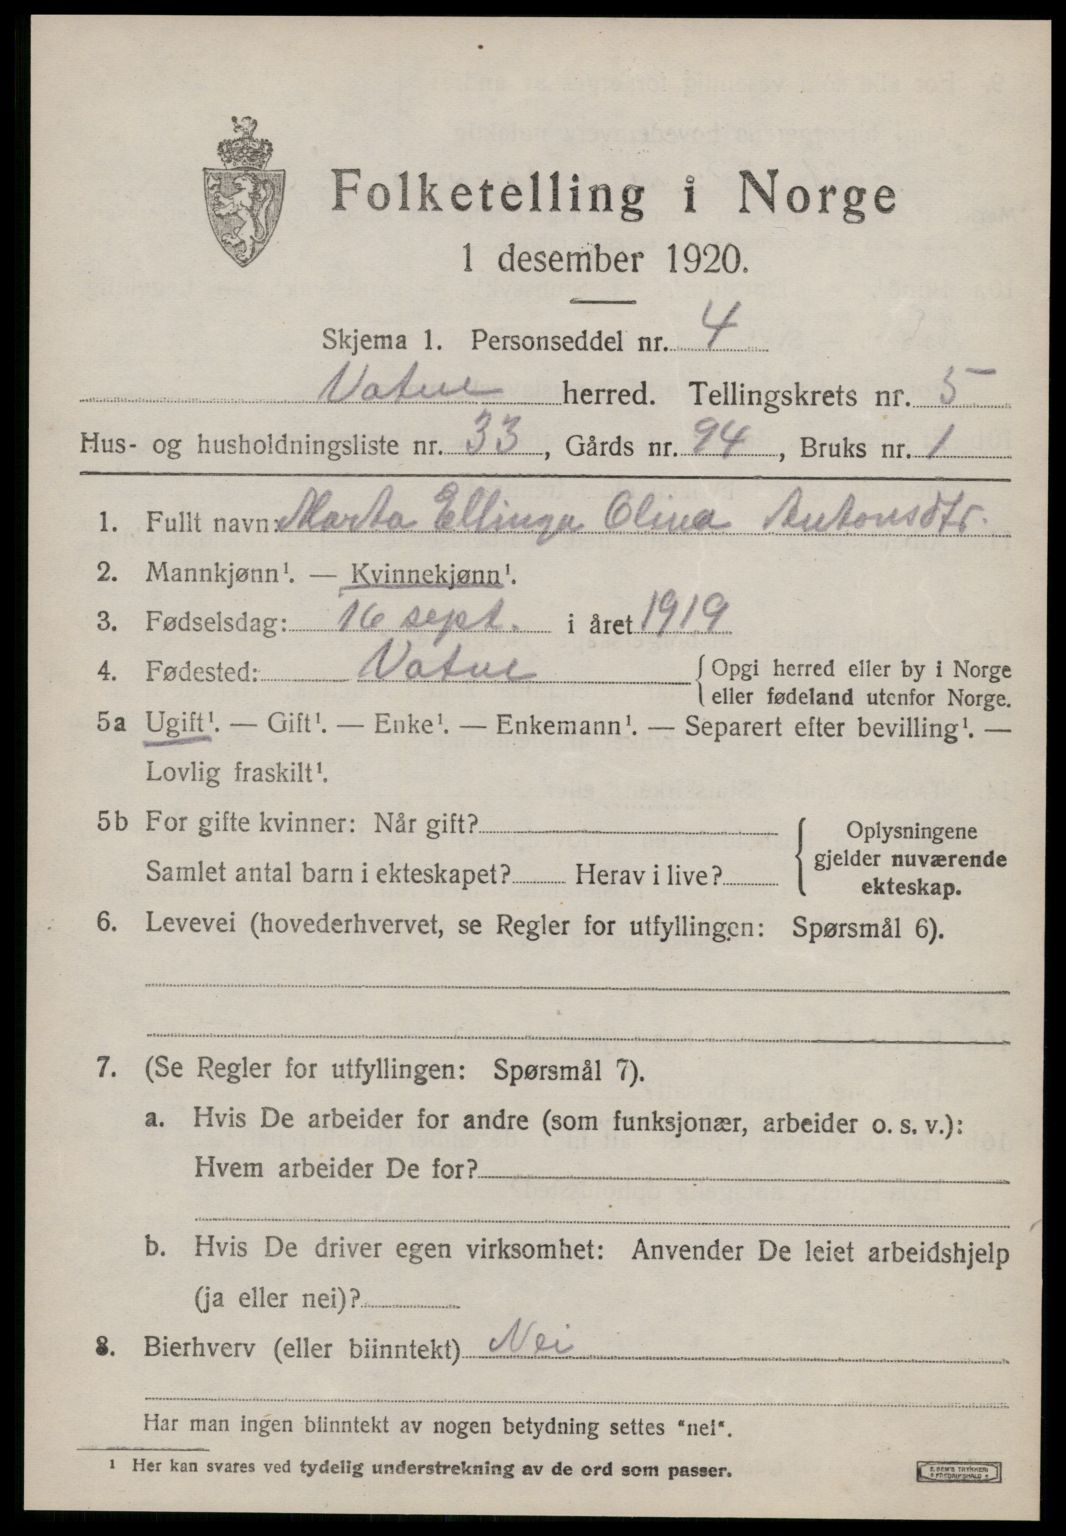 Folketelling i Norge
1 desember 1920.
Skjema 1. Personseddel nr. 4
Vatne herred. Tellingskrets nr. 5
Hus- og husholdningsliste nr. 33, Gårds nr. 94, Bruks nr. 1
1. Fullt navn: Marta Ellinga Olina Antonsdtr.
2. Mannkjønn¹. — Kvinnekjønn¹.
3. Fødselsdag: 16 sept. i året 1919
4. Fødested: Vatne {Opgi herred eller by i Norge
eller fødeland utenfor Norge.
5a Ugift¹. — Gift¹. — Enke¹. — Enkemann¹. — Separert efter bevilling¹. —
Lovlig fraskilt¹.
5b For gifte kvinner: Når gift?
Samlet antal barn i ekteskapet? Herav i live?
{Oplysningene
gjelder nuværende
ekteskap.
6. Levevei (hovederhvervet, se Regler for utfyllingen: Spørsmål 6).
7. (Se Regler for utfyllingen: Spørsmål 7).
a. Hvis De arbeider for andre (som funksjonær, arbeider o. s. v.):
Hvem arbeider De for?
b. Hvis De driver egen virksomhet: Anvender De leiet arbeidshjelp
(ja eller nei)?
8. Bierhverv (eller biinntekt) Nei
Har man ingen biinntekt av nogen betydning settes "nei".
¹ Her kan svares ved tydelig understrekning av de ord som passer.